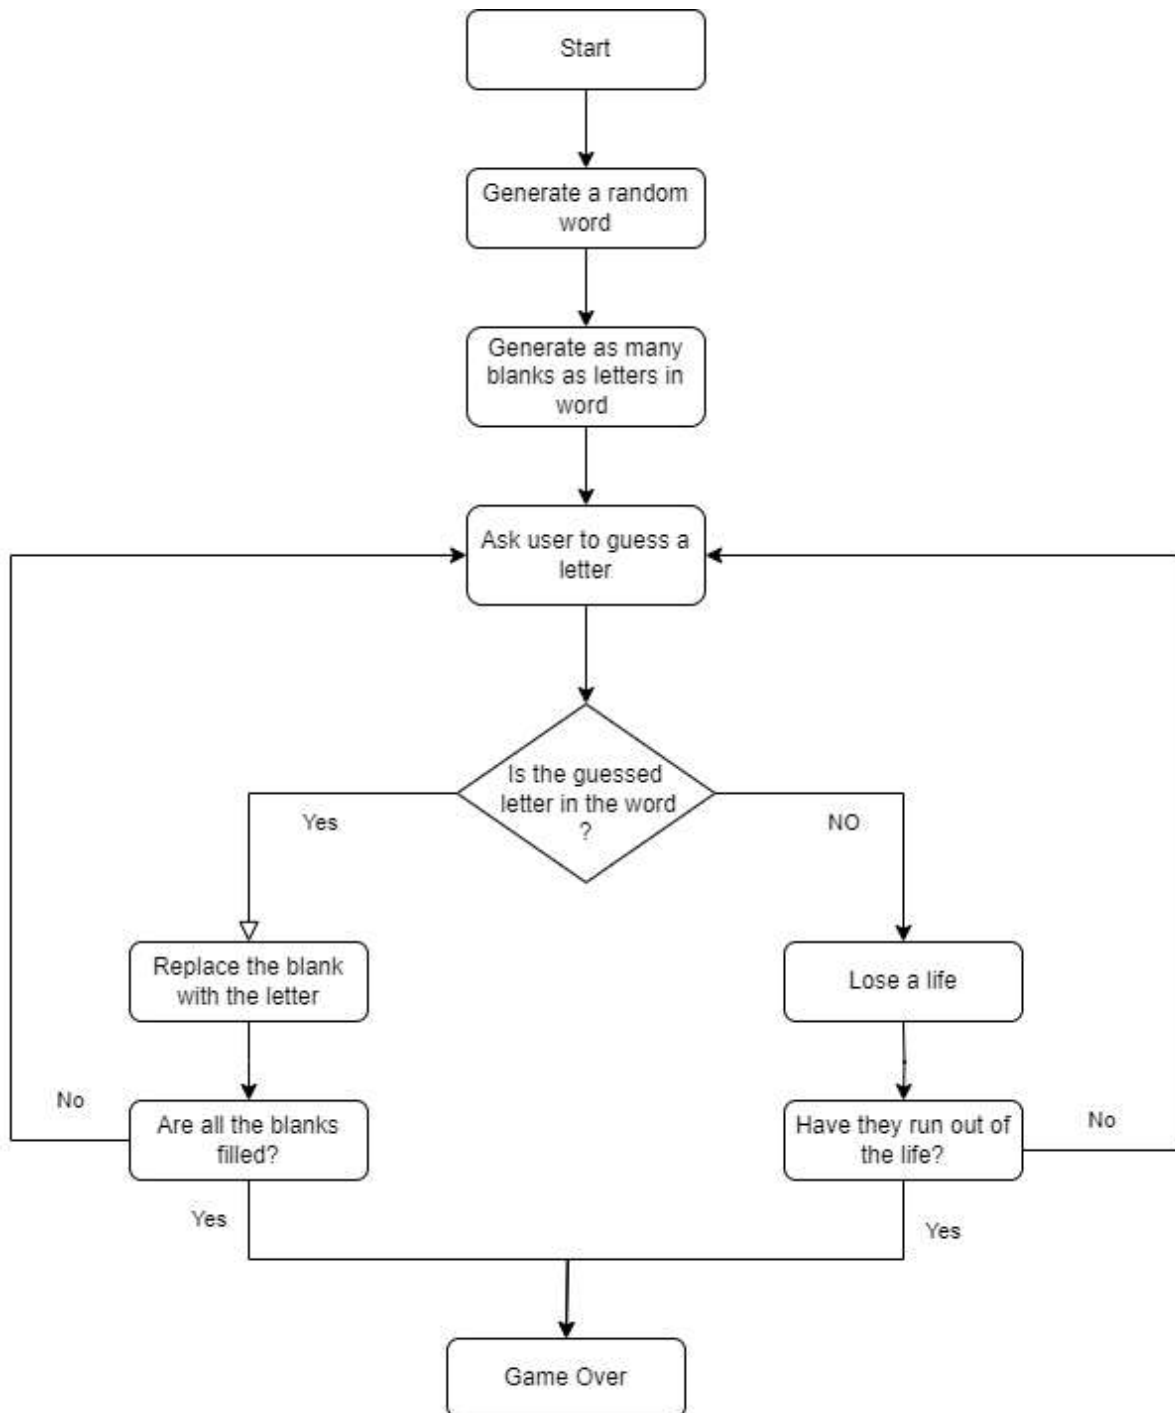 Start
Generate a random
word
Generate as many
blanks as letters in
word
Ask user to guess a
letter
Is the guessed
letter in the word
?
Yes
NO
Replace the blank
with the letter
Lose a life
No
Are all the blanks
filled?
Have they run out of
the life?
No
Yes
Yes
Game Over